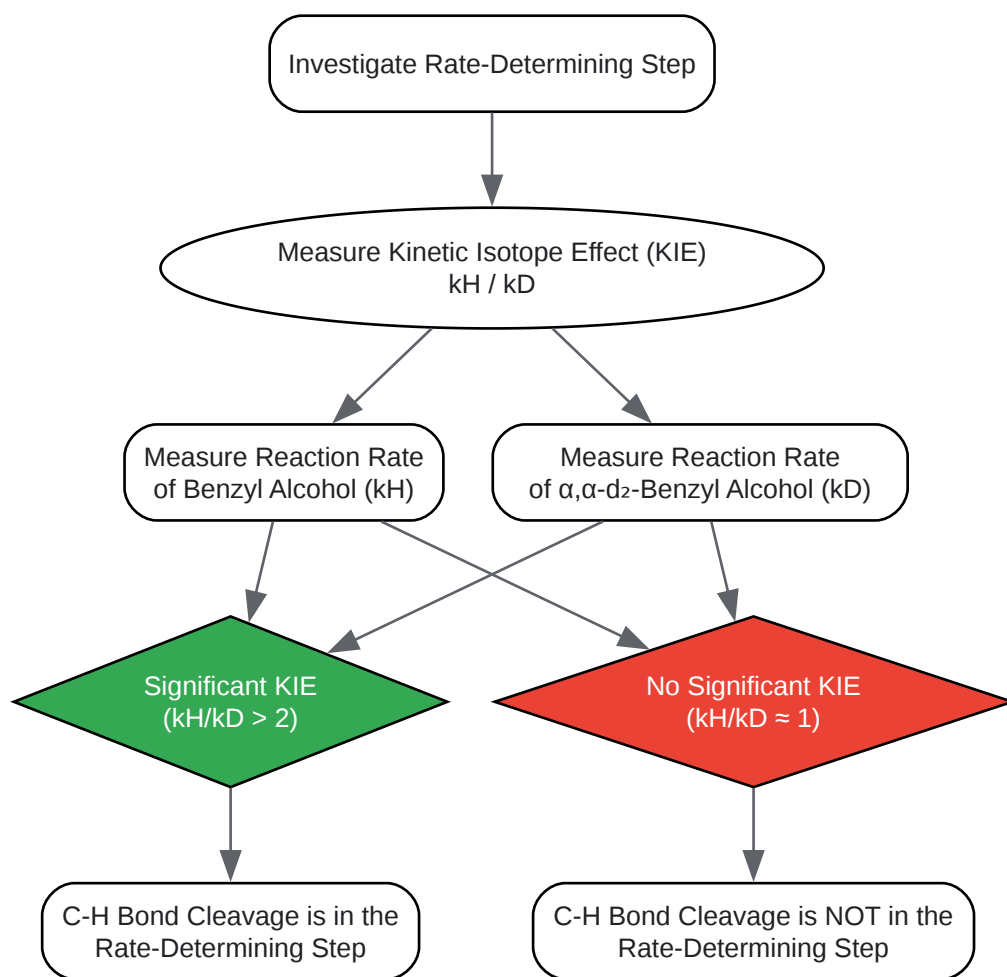 Investigate Rate-Determining Step
Measure Kinetic Isotope Effect (KIE)
kH / kD
Measure Reaction Rate
of Benzyl Alcohol (kH)
Measure Reaction Rate
of α,α-d₂-Benzyl Alcohol (kD)
Significant KIE
(kH/kD > 2)
No Significant KIE
(kH/kD ≈ 1)
C-H Bond Cleavage is in the
Rate-Determining Step
C-H Bond Cleavage is NOT in the
Rate-Determining Step